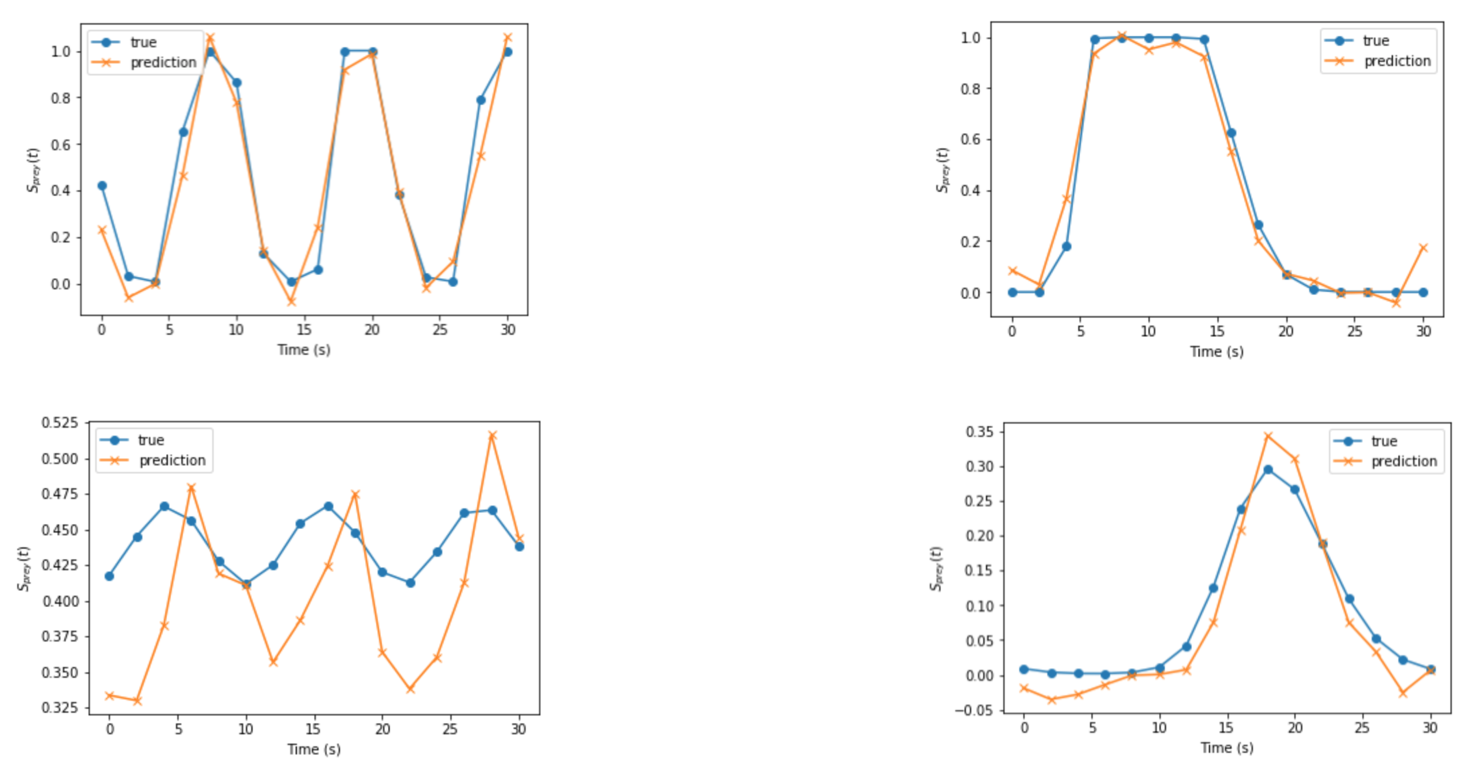 true
prediction
1.0
0.8
0.6
0.4
0.2
0.0
S_prey(t)
0 5 10 15 20 25 30
Time (s)
true
prediction
1.0
0.8
0.6
0.4
0.2
0.0
S_prey(t)
0 5 10 15 20 25 30
Time (s)
true
prediction
0.525
0.500
0.475
0.450
0.425
0.400
0.375
0.350
0.325
S_prey(t)
0 5 10 15 20 25 30
Time (s)
true
prediction
0.35
0.30
0.25
0.20
0.15
0.10
0.05
0.00
−0.05
S_prey(t)
0 5 10 15 20 25 30
Time (s)